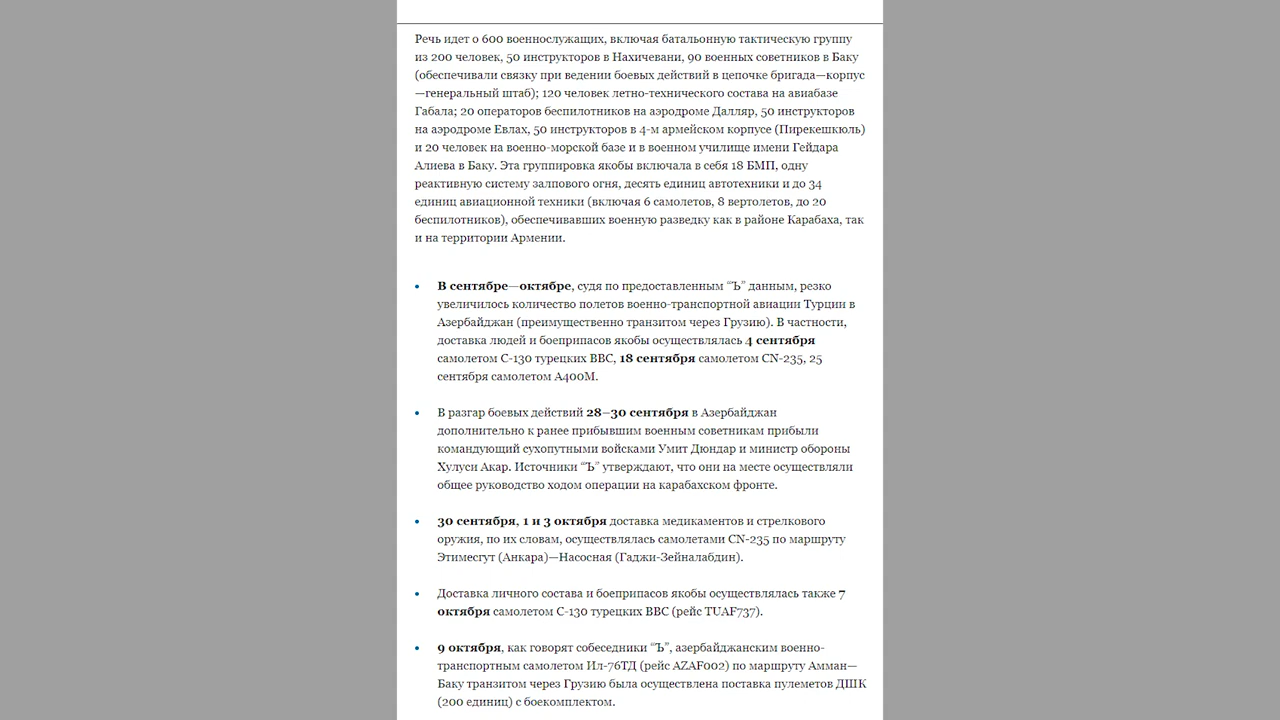 Речь идет о 600 военнослужащих, включая батальонную тактическую группу
из 200 человек, 50 инструкторов в Нахичевани, 90 военных советников в Баку
(обеспечивали связку при ведении боевых действий в цепочке бригада—корпус
—генеральный штаб); 120 человек летно-технического состава на авиабазе
Габала; 20 операторов беспилотников на аэродроме Далляр, 50 инструкторов
на аэродроме Евлах, 50 инструкторов в 4-м армейском корпусе (Пирекешкюль)
и 20 человек на военно-морской базе и в военном училище имени Гейдара
Алиева в Баку. Эта группировка якобы включала в себя 18 БМП, одну
реактивную систему залпового огня, десять единиц автотехники и до 34
единиц авиационной техники (включая 6 самолетов, 8 вертолетов, до 20
беспилотников), обеспечивавших военную разведку как в районе Карабаха, так
и на территории Армении.
• В сентябре—октябре, судя по предоставленным “Ъ” данным, резко
увеличилось количество полетов военно-транспортной авиации Турции в
Азербайджан (преимущественно транзитом через Грузию). В частности,
доставка людей и боеприпасов якобы осуществлялась 4 сентября
самолетом C-130 турецких ВВС, 18 сентября самолетом CN-235, 25
сентября самолетом A400M.
• В разгар боевых действий 28–30 сентября в Азербайджан
дополнительно к ранее прибывшим военным советникам прибыли
командующий сухопутными войсками Умит Дюндар и министр обороны
Хулуси Акар. Источники “Ъ” утверждают, что они на месте осуществляли
общее руководство ходом операции на карабахском фронте.
• 30 сентября, 1 и 3 октября доставка медикаментов и стрелкового
оружия, по их словам, осуществлялась самолетами CN-235 по маршруту
Этимесгут (Анкара)—Насосная (Гаджи-Зейналабдин).
• Доставка личного состава и боеприпасов якобы осуществлялась также 7
октября самолетом C-130 турецких ВВС (рейс TUAF737).
• 9 октября, как говорят собеседники “Ъ”, азербайджанским военно-
транспортным самолетом Ил-76ТД (рейс AZAF002) по маршруту Амман—
Баку транзитом через Грузию была осуществлена поставка пулеметов ДШК
(200 единиц) с боекомплектом.